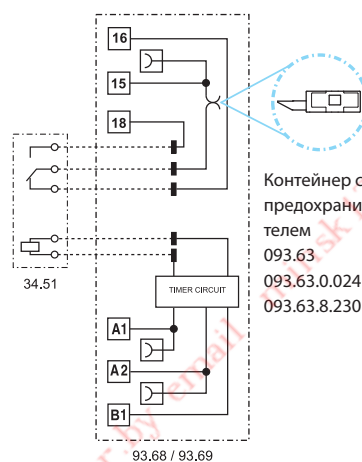 16
15
18
34.51
TIMER CIRCUIT
A1
A2
B1
93.68 / 93.69
Контейнер с
предохрани
телем
093.63
093.63.0.024
093.63.8.230